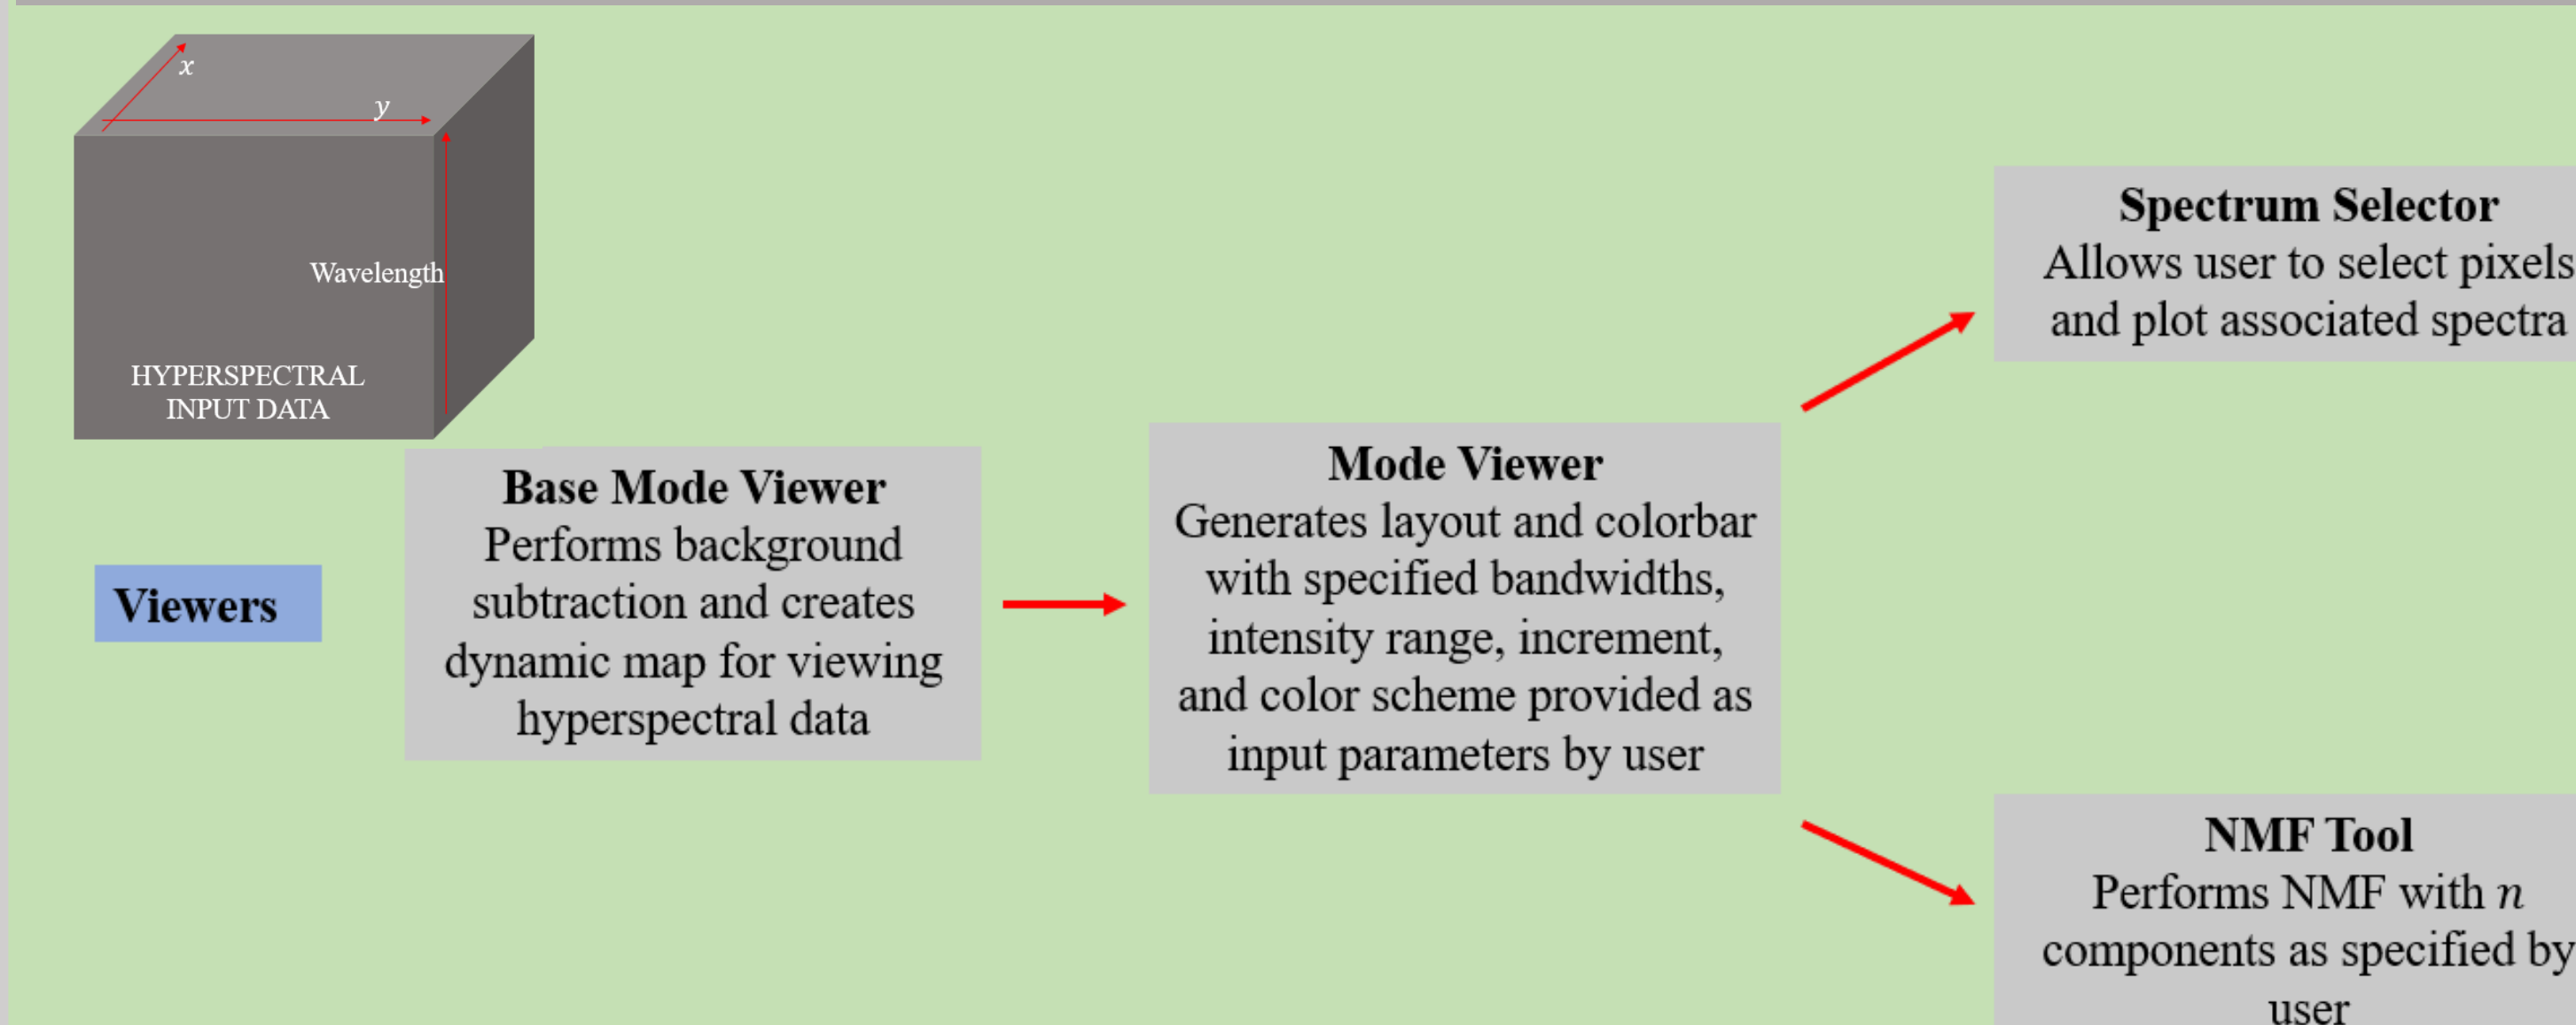 x
y
Wavelength
HYPERSPECTRAL
INPUT DATA
Viewers
Base Mode Viewer
Performs background
subtraction and creates
dynamic map for viewing
hyperspectral data
Mode Viewer
Generates layout and colorbar
with specified bandwidths,
intensity range, increment,
and color scheme provided as
input parameters by user
Spectrum Selector
Allows user to select pixels
and plot associated spectra
NMF Tool
Performs NMF with n
components as specified by
user